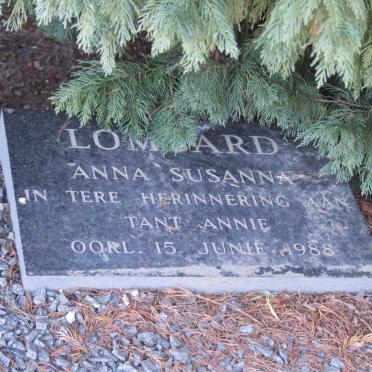 LOMBARD
ANNA SUSANNA
IN TERE HERINNERING AAN
TANT ANNIE
OORL. 15. JUNIE 1988